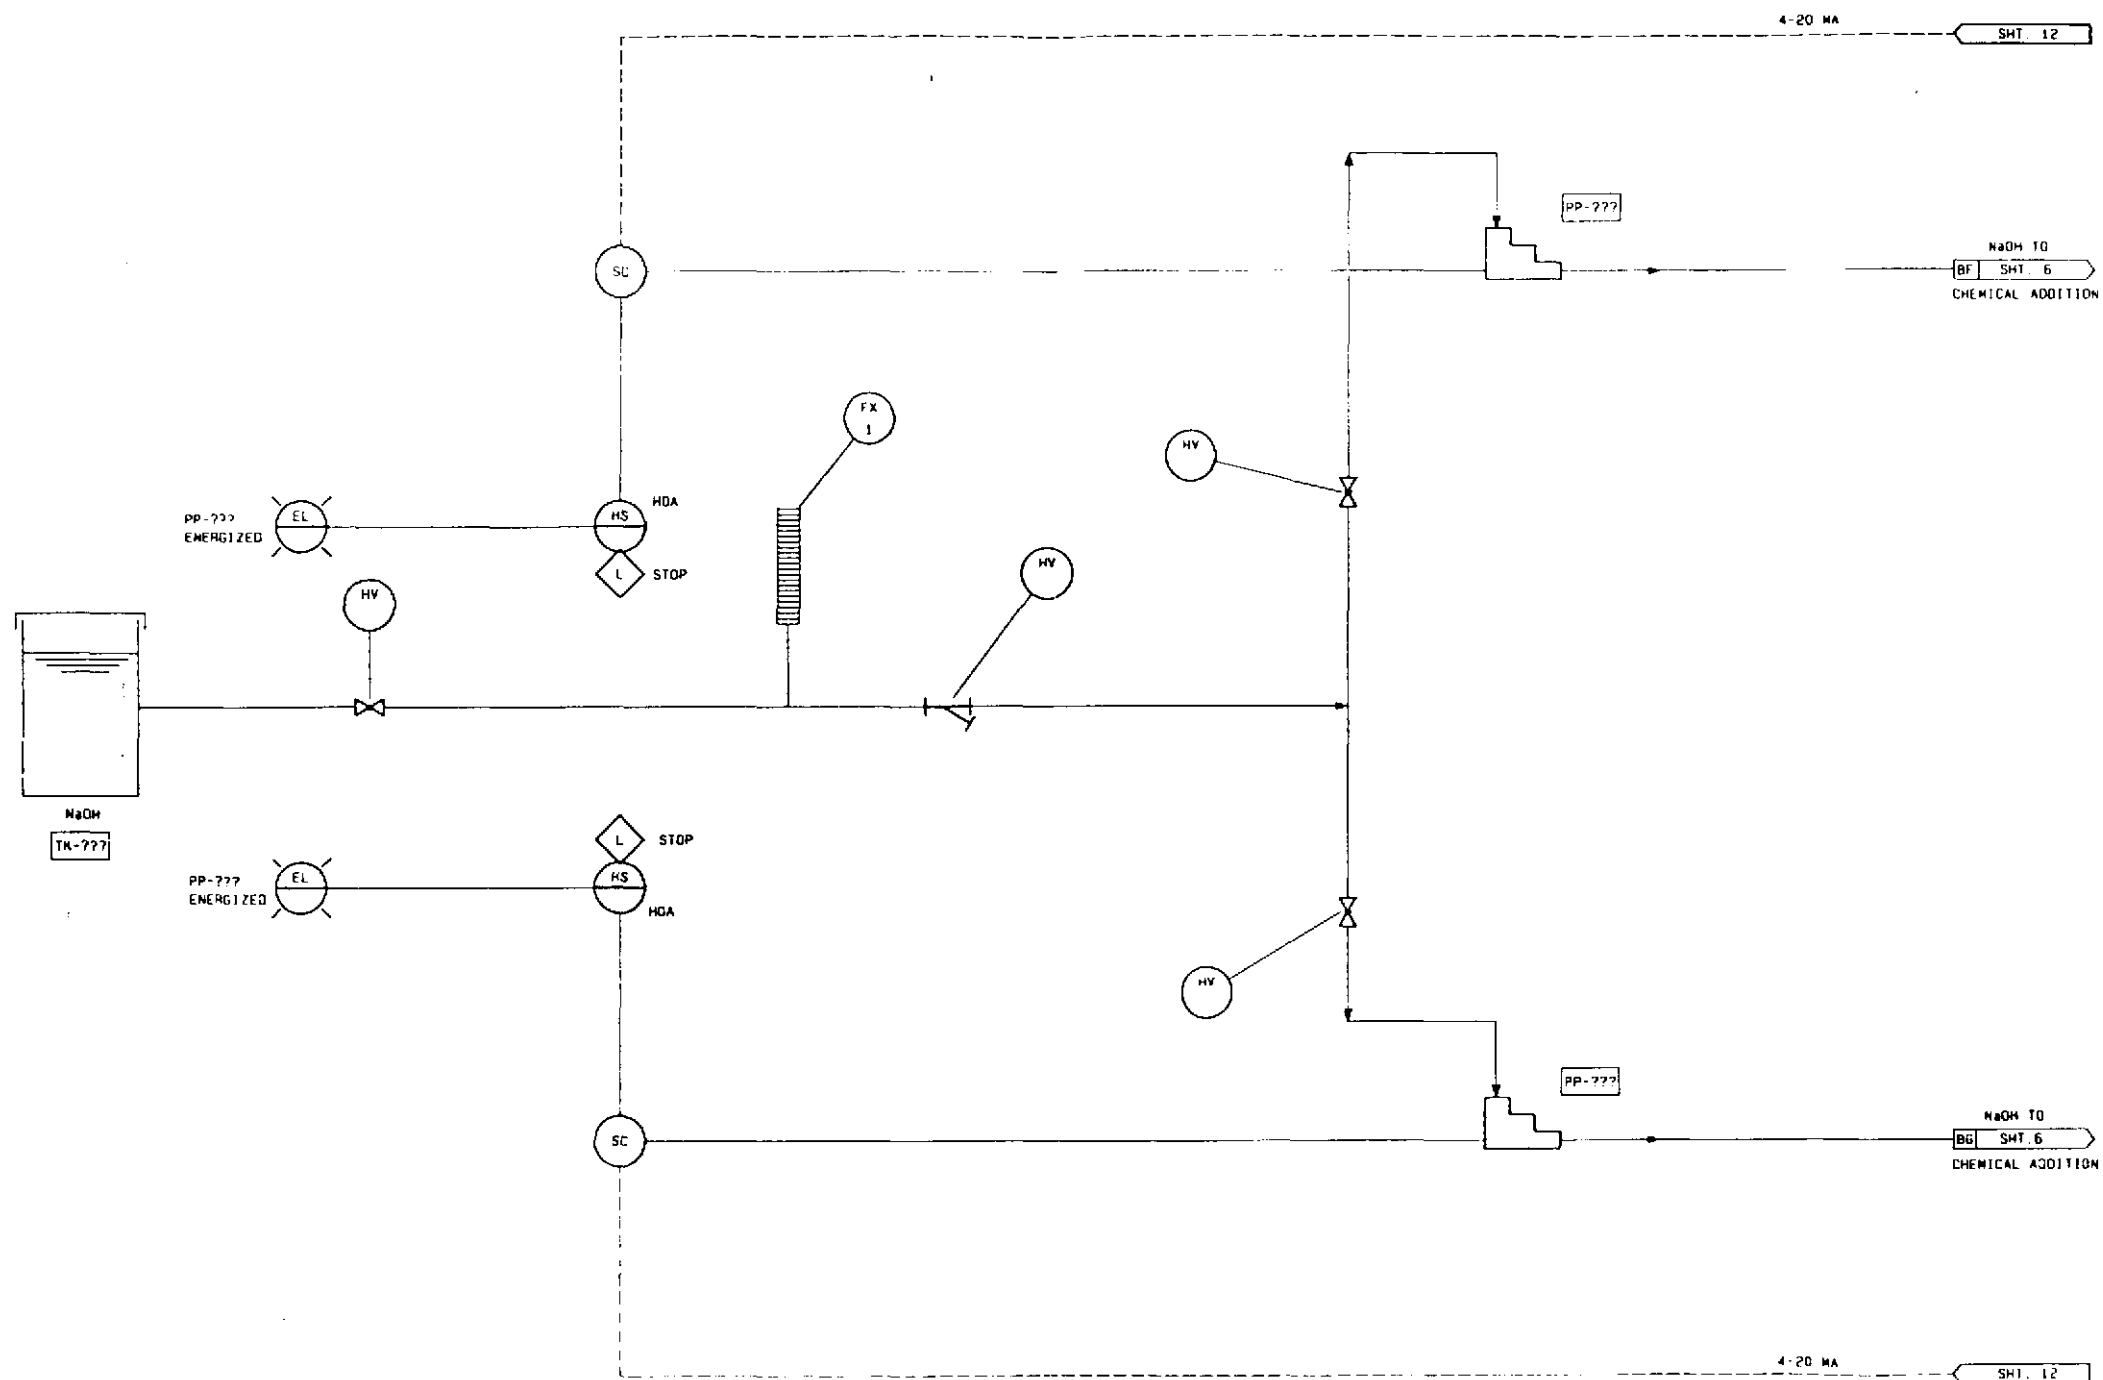 4-20 MA
SHT. 12
PP-???
NaOH TO
SC
BF SHT. 6
CHEMICAL ADDITION
FX
1
HV
HOA
EL
HS
PP-???
ENERGIZED
L STOP
HV
HV
NaOH
TK-???
L STOP
PP-???
ENERGIZED
EL
HS
HOA
HV
PP-???
NaOH TO
SC
BG SHT. 6
CHEMICAL ADDITION
4-20 MA
SHT. 12